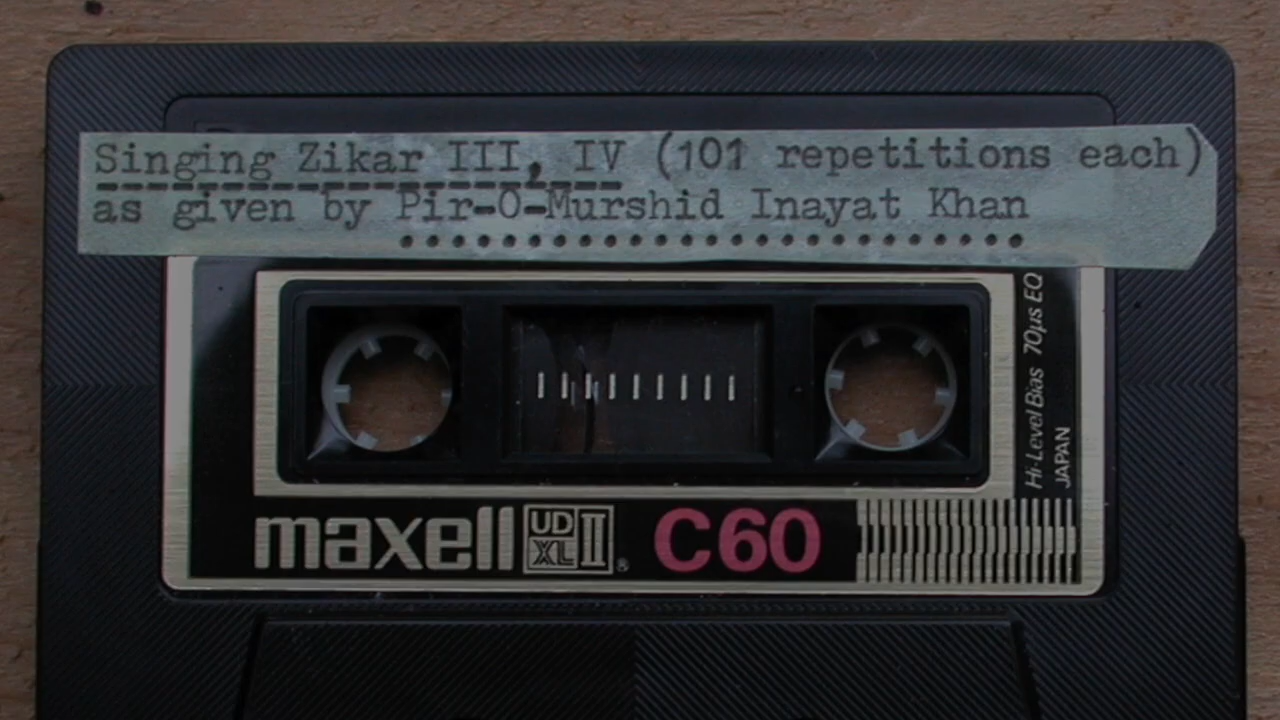 Singing Zikar III, IV (101 repetitions each)
as given by Pir-O-Murshid Inayat Khan
Hi-Level Bias 70µs EQ
JAPAN
maxell UD XL II ® C60